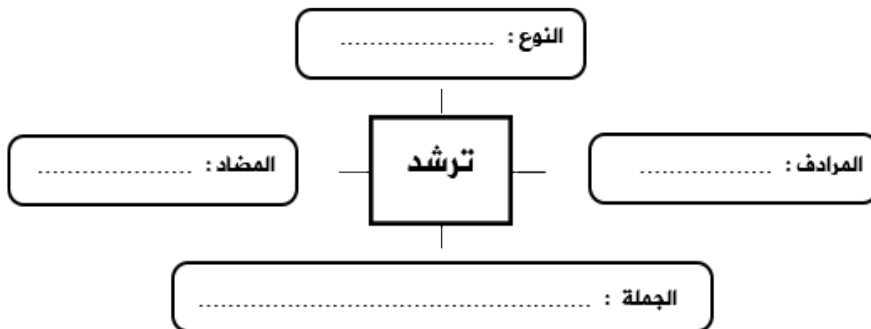 النوع : ......................
المرادف : ...................
ترشد
المضاد : ......................
الجملة : ........................................................